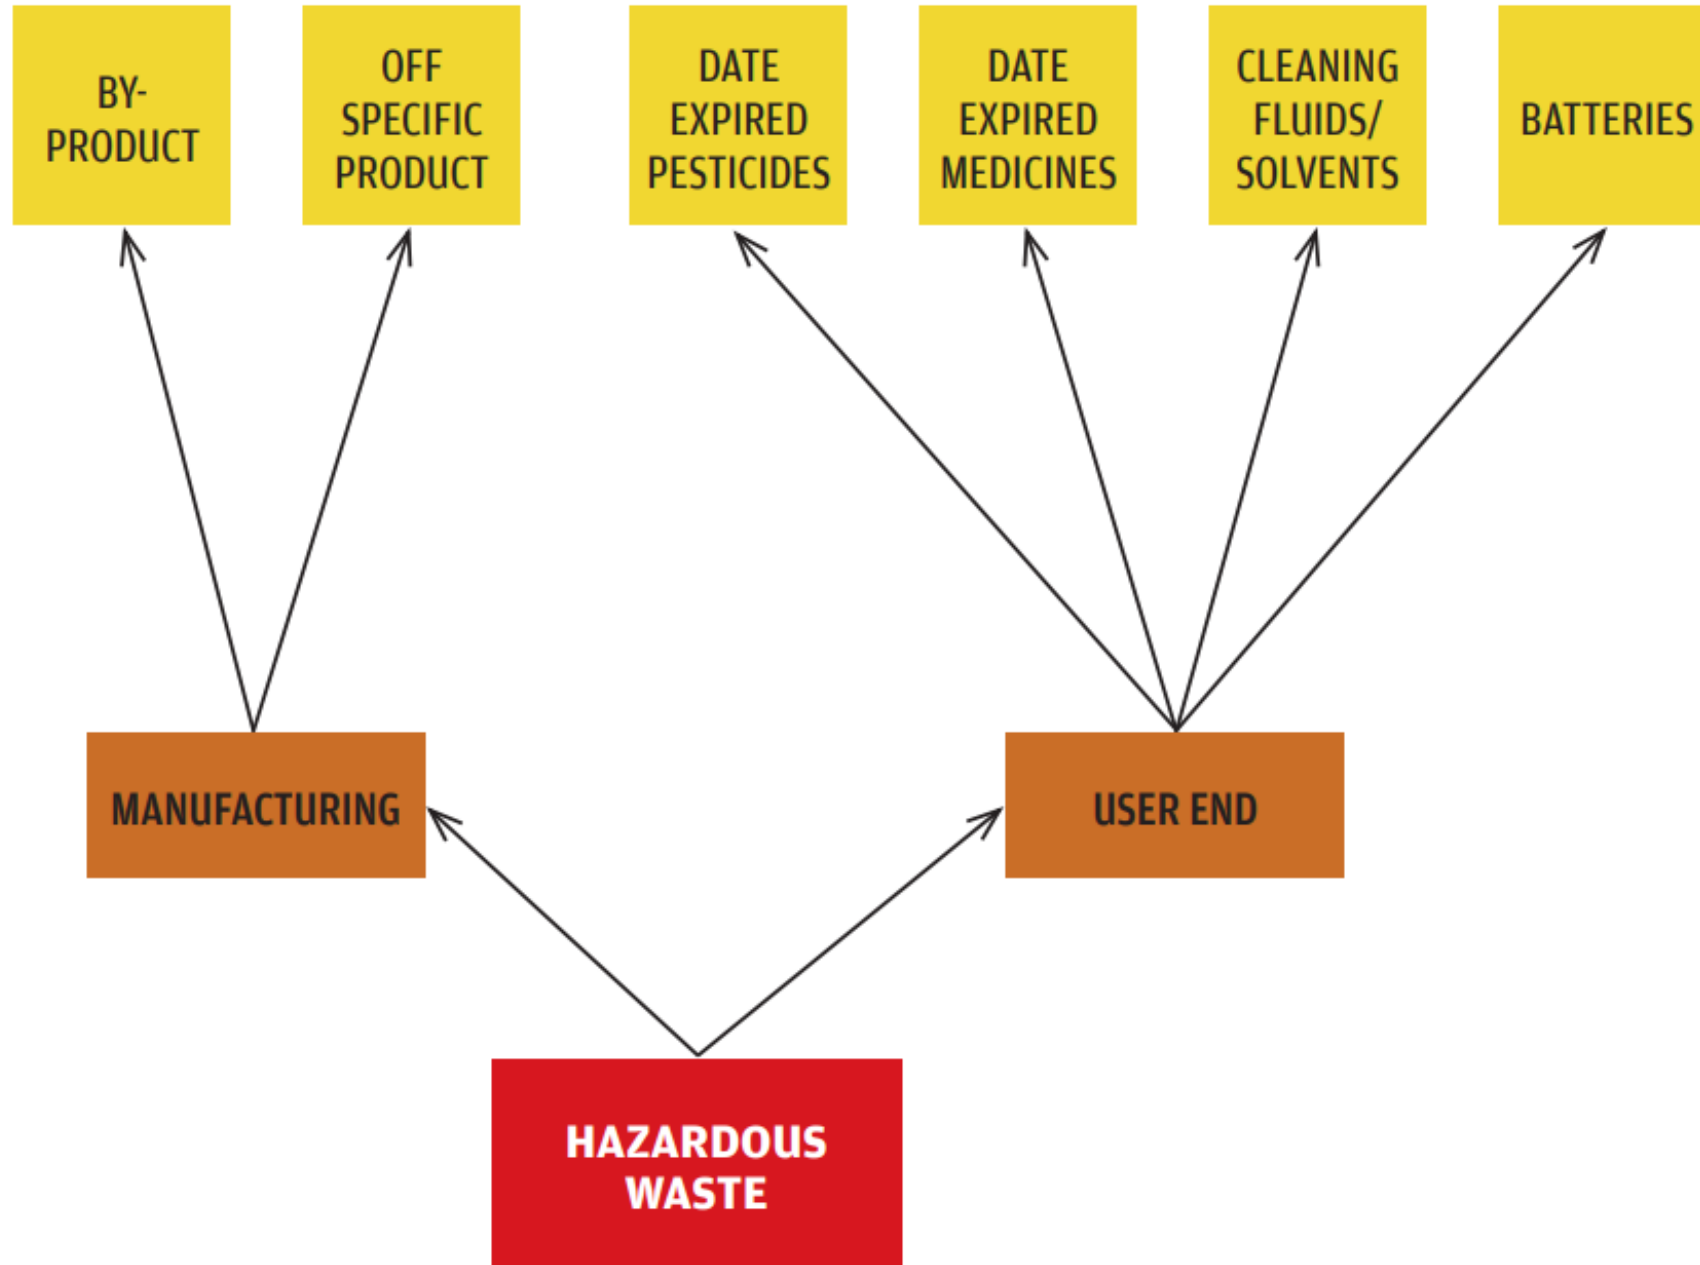 BY-
PRODUCT
OFF
SPECIFIC
PRODUCT
DATE
EXPIRED
PESTICIDES
DATE
EXPIRED
MEDICINES
CLEANING
FLUIDS/
SOLVENTS
BATTERIES
MANUFACTURING
USER END
HAZARDOUS
WASTE